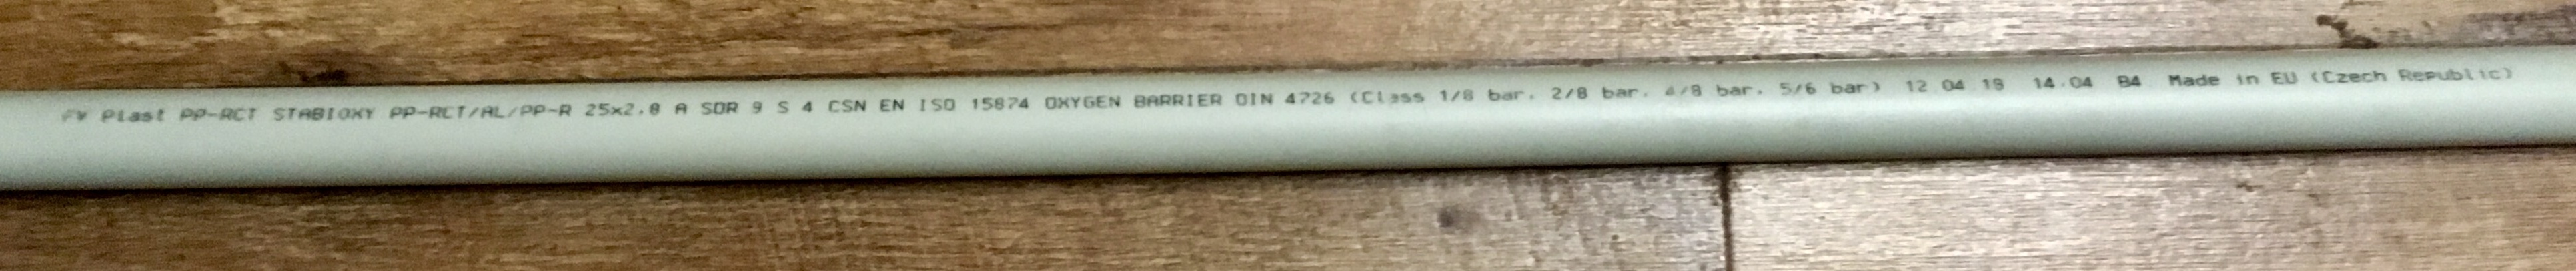 FV Plast PP-RCT STABIOXY PP-RCT/AL/PP-R 25x2,8 A SDR 9 S 4 CSN EN ISO 15874 OXYGEN BARRIER DIN 4726 (Class 1/8 bar, 2/8 bar, 4/8 bar, 5/6 bar) 12 04 19 14:04 B4 Made in EU (Czech Republic)